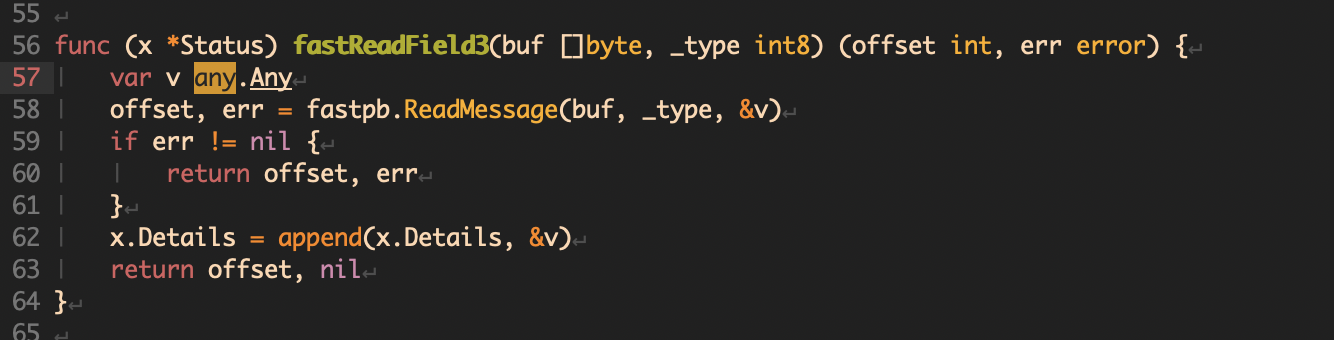 55 ↵
56 func (x *Status) fastReadField3(buf []byte, _type int8) (offset int, err error) {↵
57 |   var v any.Any↵
58 |   offset, err = fastpb.ReadMessage(buf, _type, &v)↵
59 |   if err != nil {↵
60 |   |   return offset, err↵
61 |   }↵
62 |   x.Details = append(x.Details, &v)↵
63 |   return offset, nil↵
64 }↵
65 ↵